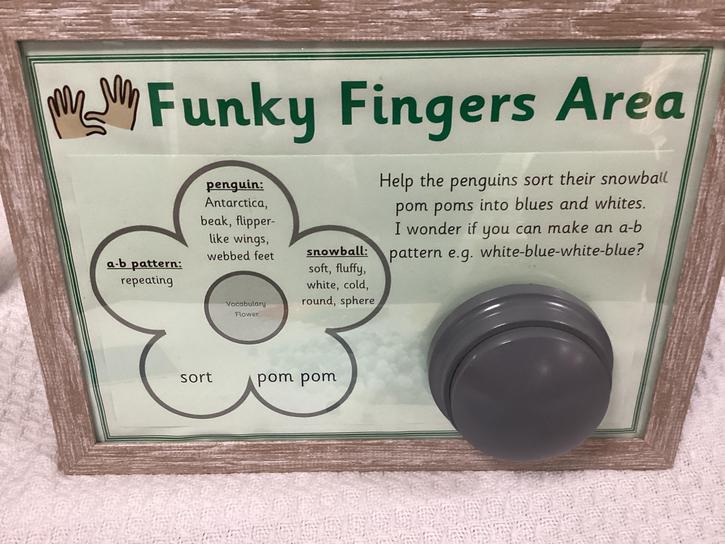 Funky Fingers Area
penguin:
Antarctica,
beak, flipper-
like wings,
webbed feet
a-b pattern:
repeating
snowball:
soft, fluffy,
white, cold,
round, sphere
Vocabulary
Flower
sort
pom pom
Help the penguins sort their snowball
pom poms into blues and whites.
I wonder if you can make an a-b
pattern e.g. white-blue-white-blue?